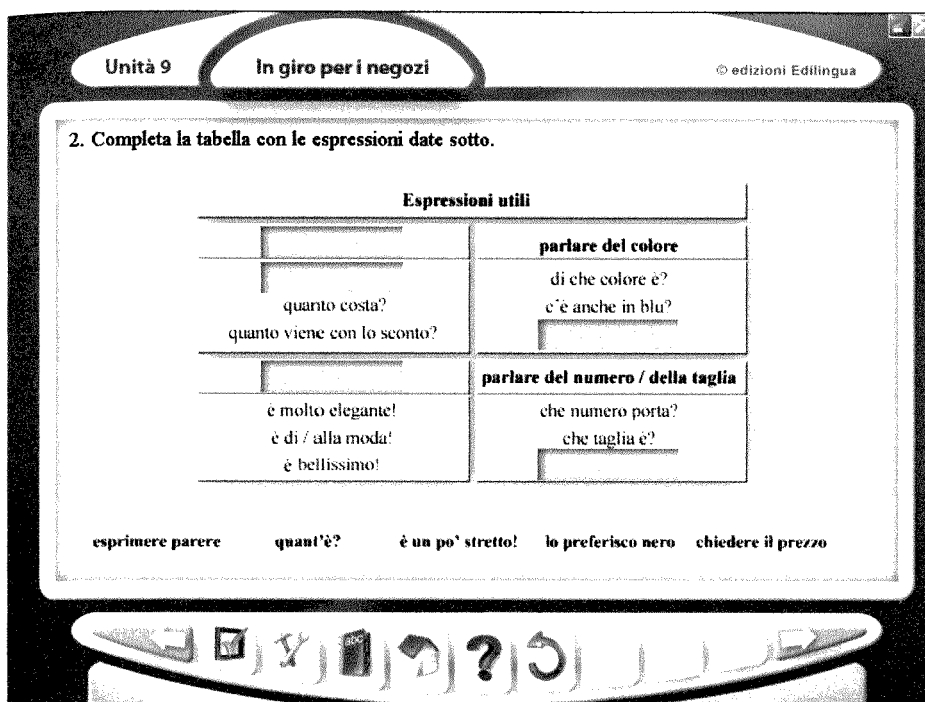 Unità 9
In giro per i negozi
© edizioni Edilingua
2. Completa la tabella con le espressioni date sotto.
Espressioni utili
quanto costa?
quanto viene con lo sconto?
parlare del colore
di che colore è?
c'è anche in blu?
è molto elegante!
è di / alla moda!
è bellissimo!
parlare del numero / della taglia
che numero porta?
che taglia è?
esprimere parere quant'è? è un po' stretto! lo preferisco nero chiedere il prezzo
?